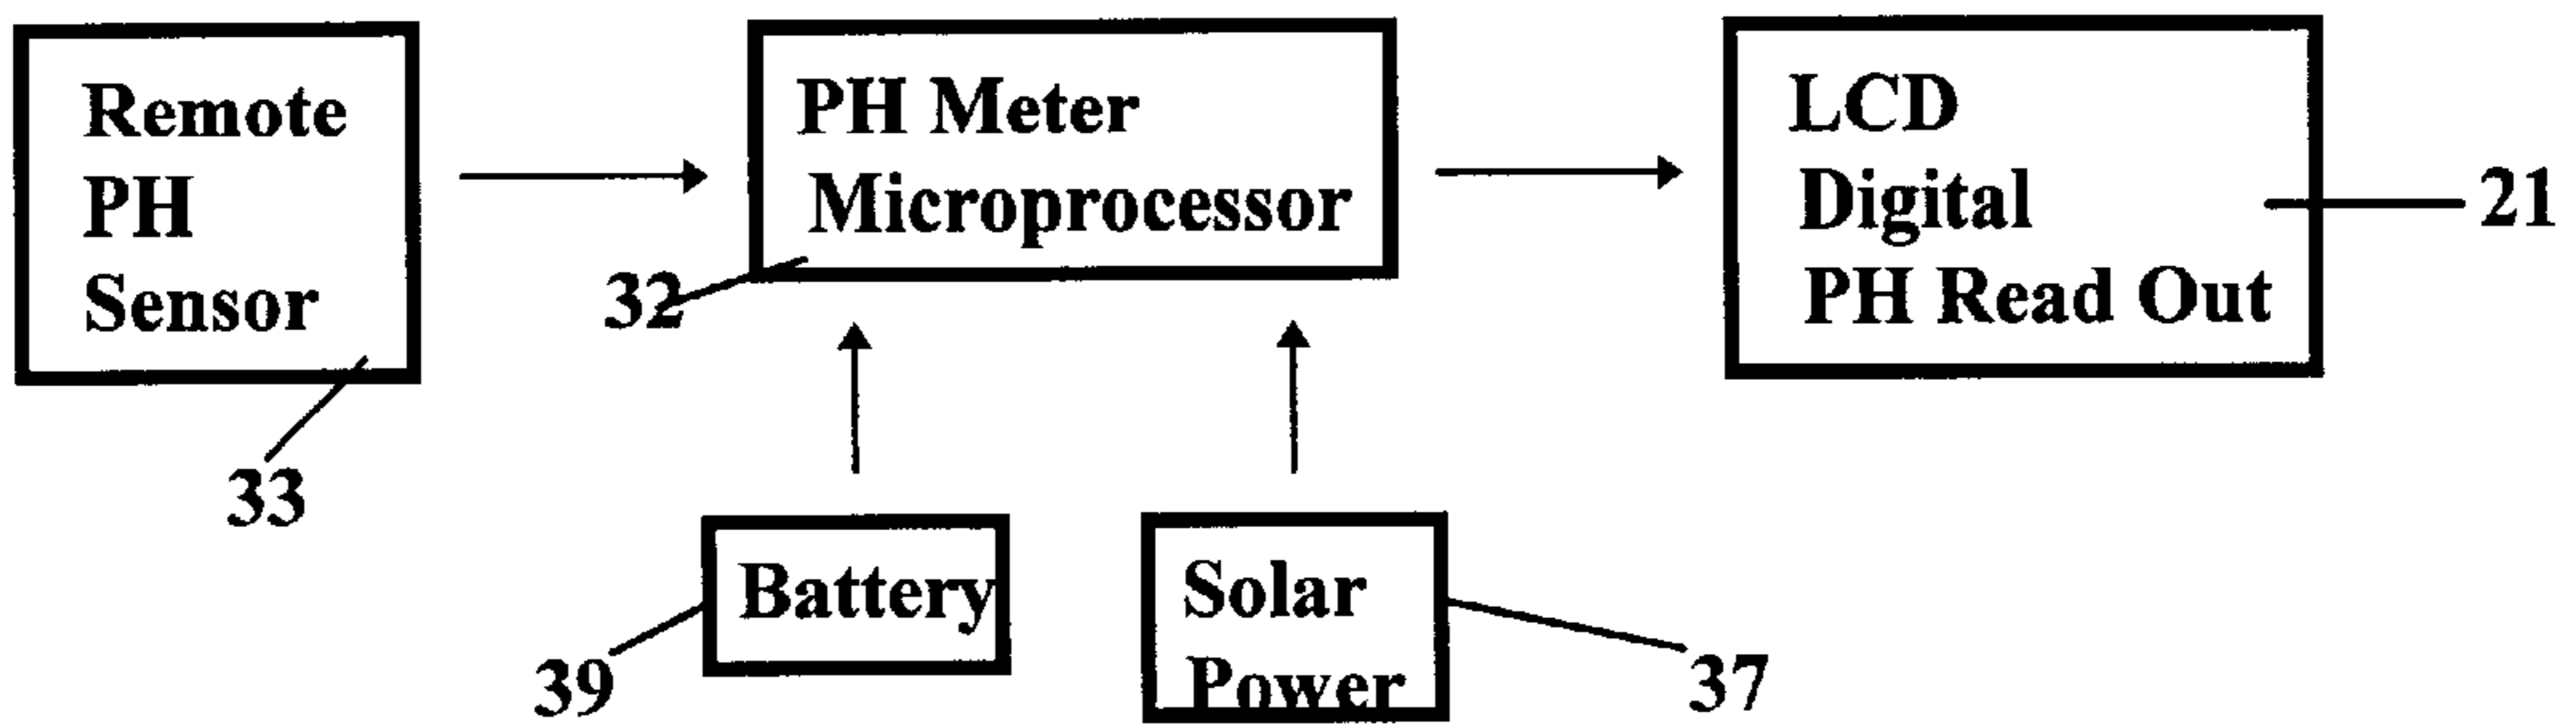 Remote
PH
Sensor
33
PH Meter
Microprocessor
32
LCD
Digital
PH Read Out
21
Battery
39
Solar
Power
37